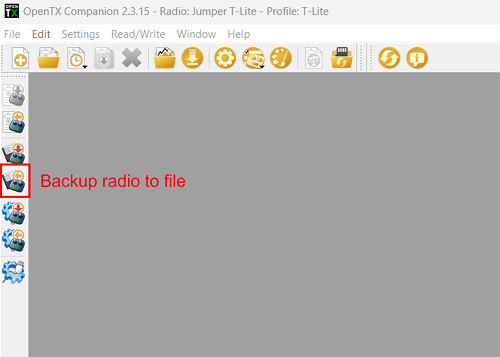 OPEN
TX
OpenTX Companion 2.3.15 - Radio: Jumper T-Lite - Profile: T-Lite
File Edit Settings Read/Write Window Help
Backup radio to file